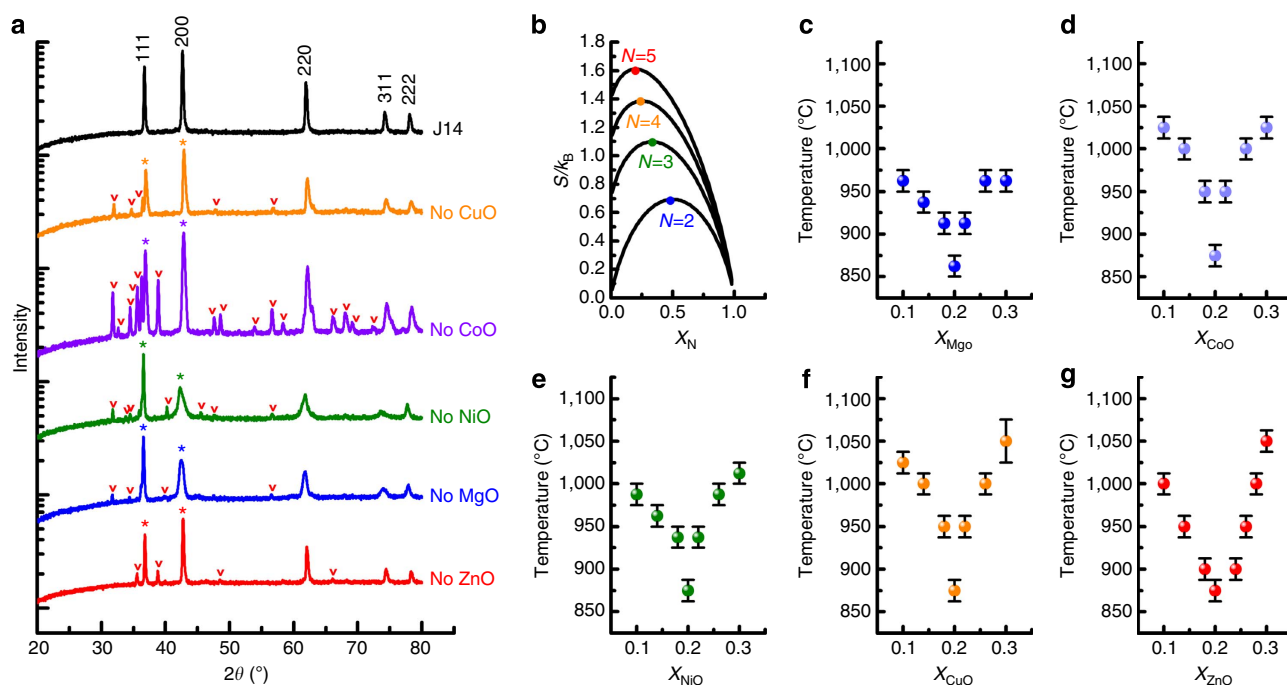 a
111
200
220
311
222
J14
*
*
v
v
v
v
v
No CuO
*
*
v
v
v
v
v
v
v
v
v
v
v
v
v
v
No CoO
*
*
v
v
v
v
v
v
v
No NiO
*
*
v
v
v
v
No MgO
*
*
v
v
v
v
No ZnO
Intensity
20
30
40
50
60
70
80
2θ (°)
b
1.8
1.6
1.4
1.2
1.0
0.8
0.6
0.4
0.2
0.0
S/kB
N=5
N=4
N=3
N=2
0.0
0.5
1.0
XN
c
1,100
1,050
1,000
950
900
850
Temperature (°C)
0.1
0.2
0.3
XMgo
d
1,100
1,050
1,000
950
900
850
Temperature (°C)
0.1
0.2
0.3
XCoO
e
1,100
1,050
1,000
950
900
850
Temperature (°C)
0.1
0.2
0.3
XNiO
f
1,100
1,050
1,000
950
900
850
Temperature (°C)
0.1
0.2
0.3
XCuO
g
1,100
1,050
1,000
950
900
850
Temperature (°C)
0.1
0.2
0.3
XZnO